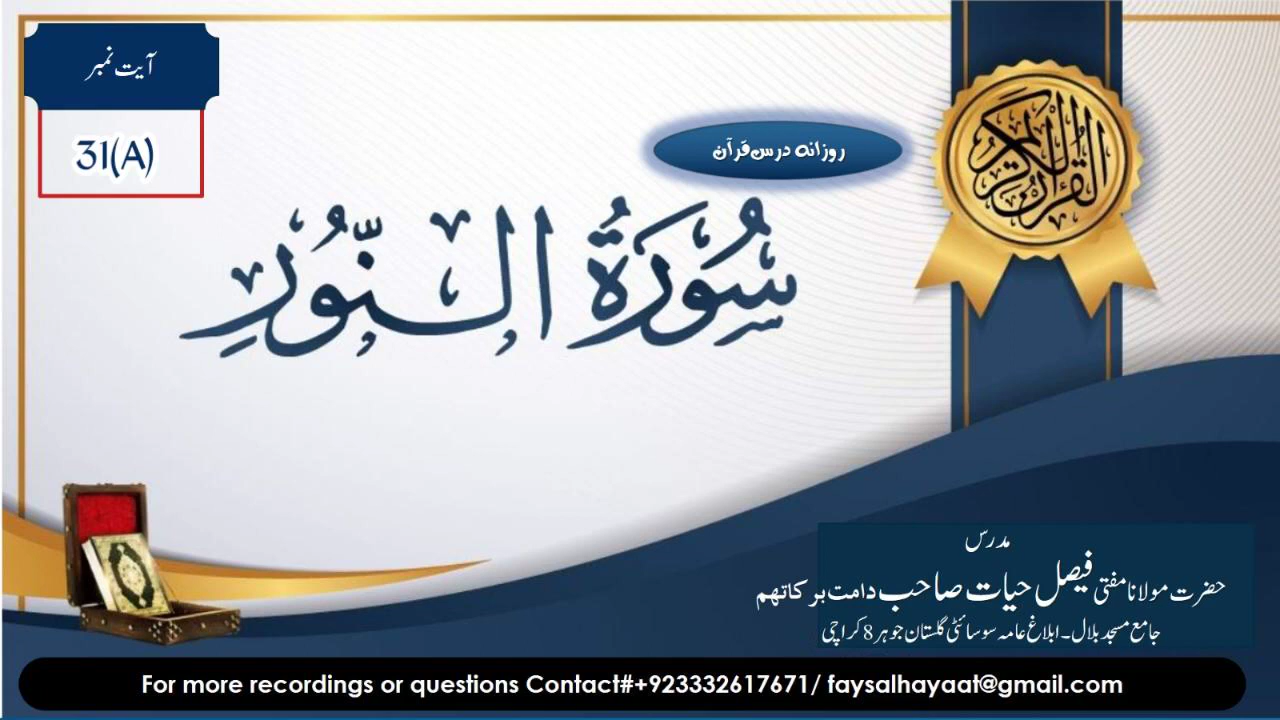 آیت نمبر
31(A)
روزانہ درس قرآن
القرآن الكريم
سُورَةُ النُّورِ
مدرس
حضرت مولانا مفتی فیصل حیات صاحب دامت برکاتھم
جامع مسجد بلال۔ابلاغ عامہ سوسائٹی گلستان جوہر 8 کراچی
For more recordings or questions Contact#+923332617671/ faysalhayaat@gmail.com